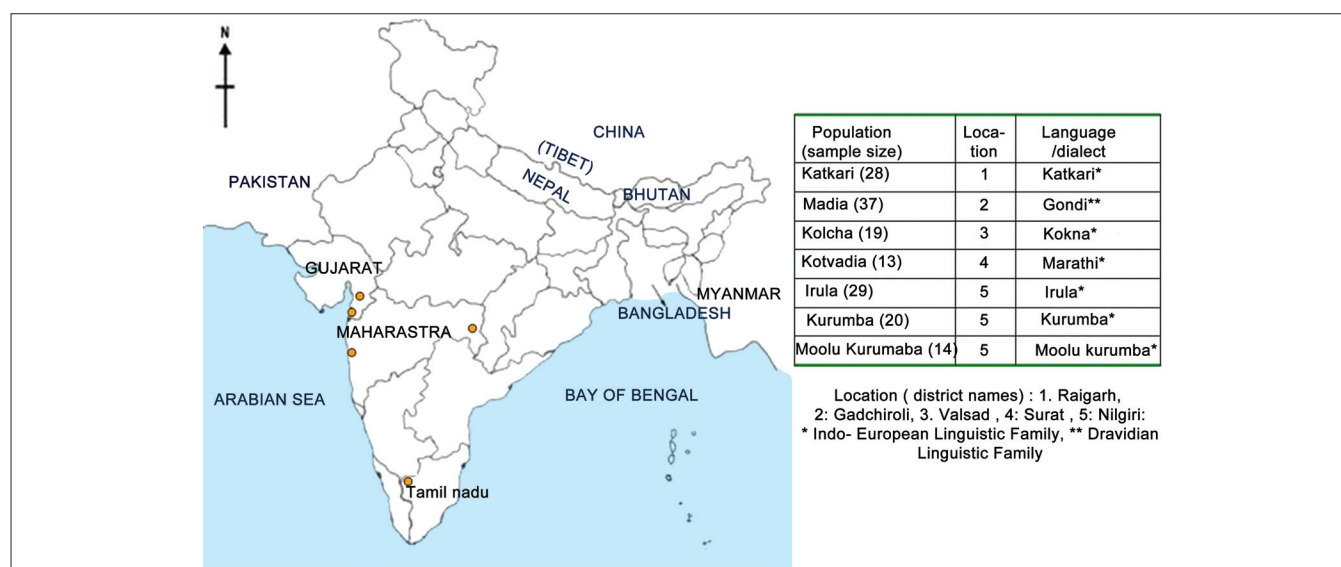 N
CHINA
(TIBET)
NEPAL
PAKISTAN
BHUTAN
GUJARAT
MYANMAR
BANGLADESH
MAHARASTRA
ARABIAN SEA
BAY OF BENGAL
Tamil nadu
Population (sample size) Loca-tion Language /dialect
Katkari (28) 1 Katkari*
Madia (37) 2 Gondi**
Kolcha (19) 3 Kokna*
Kotvadia (13) 4 Marathi*
Irula (29) 5 Irula*
Kurumba (20) 5 Kurumba*
Moolu Kurumaba (14) 5 Moolu kurumba*
Location ( district names) : 1. Raigarh,
2: Gadchiroli, 3. Valsad , 4: Surat , 5: Nilgiri:
* Indo- European Linguistic Family, ** Dravidian
Linguistic Family